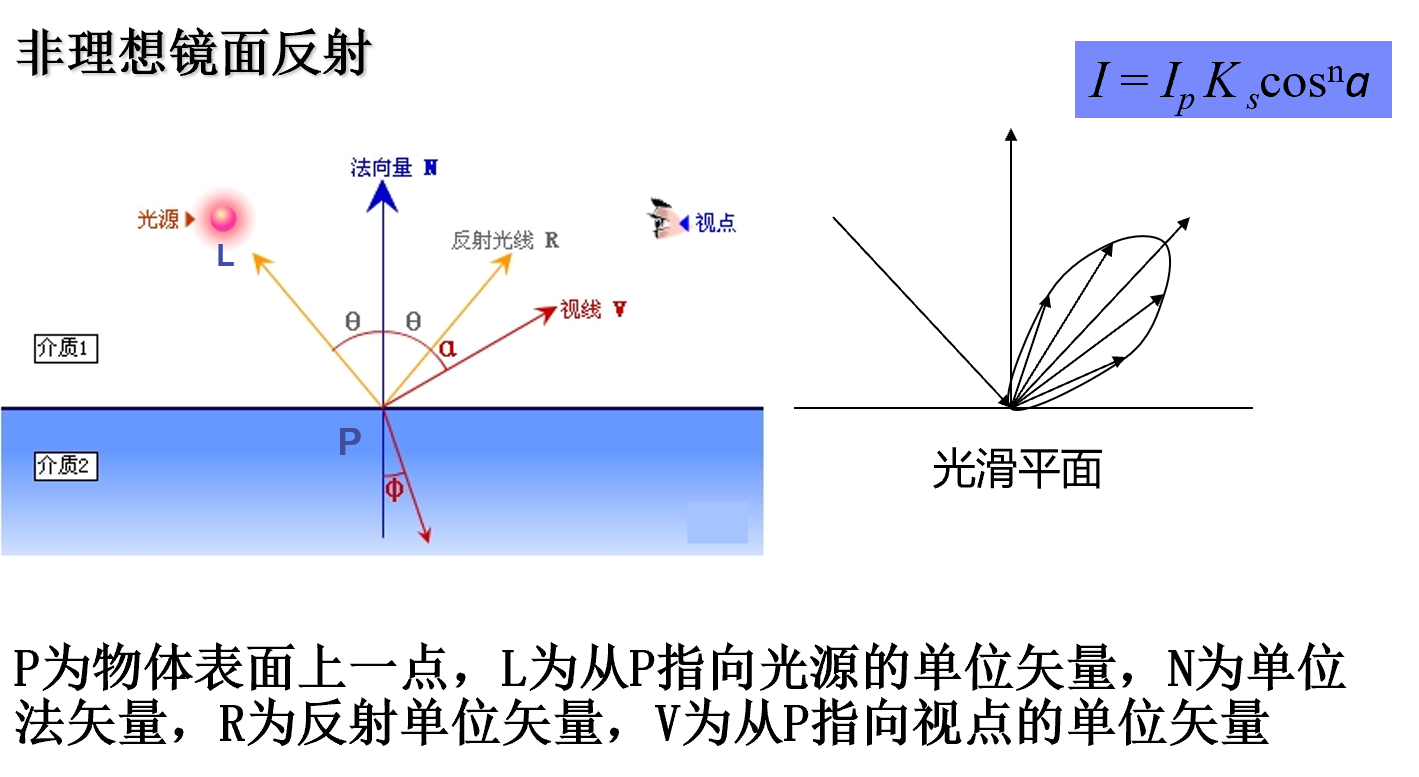 非理想镜面反射
I = I_p K_s cosⁿα
法向量 N
光源
L
反射光线 R
视点
视线 V
θ θ
α
介质1
P
介质2
ϕ
光滑平面
P为物体表面上一点，L为从P指向光源的单位矢量，N为单位
法矢量，R为反射单位矢量，V为从P指向视点的单位矢量